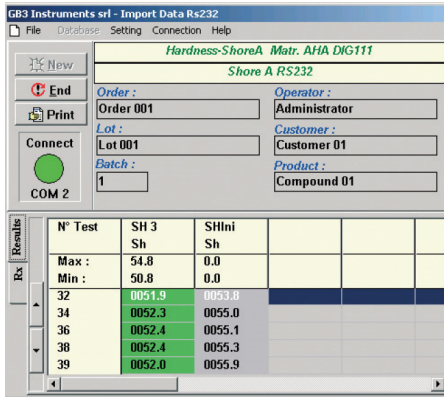 GB3 Instruments srl - Import Data Rs232
File Database Setting Connection Help
New
End
Print
Connect
COM 2
Hardness-ShoreA Matr. AHA DIG111
Shore A RS232
Order : Operator :
Order 001 Administrator
Lot : Customer :
Lot 001 Customer 01
Batch : Product :
1 Compound 01
Results
Rx
N° Test SH 3 SHIni
Sh Sh
Max : 54.8 0.0
Min : 50.8 0.0
32 0051.9 0053.8
34 0052.3 0055.0
36 0052.4 0055.1
38 0052.4 0055.3
39 0052.0 0055.9